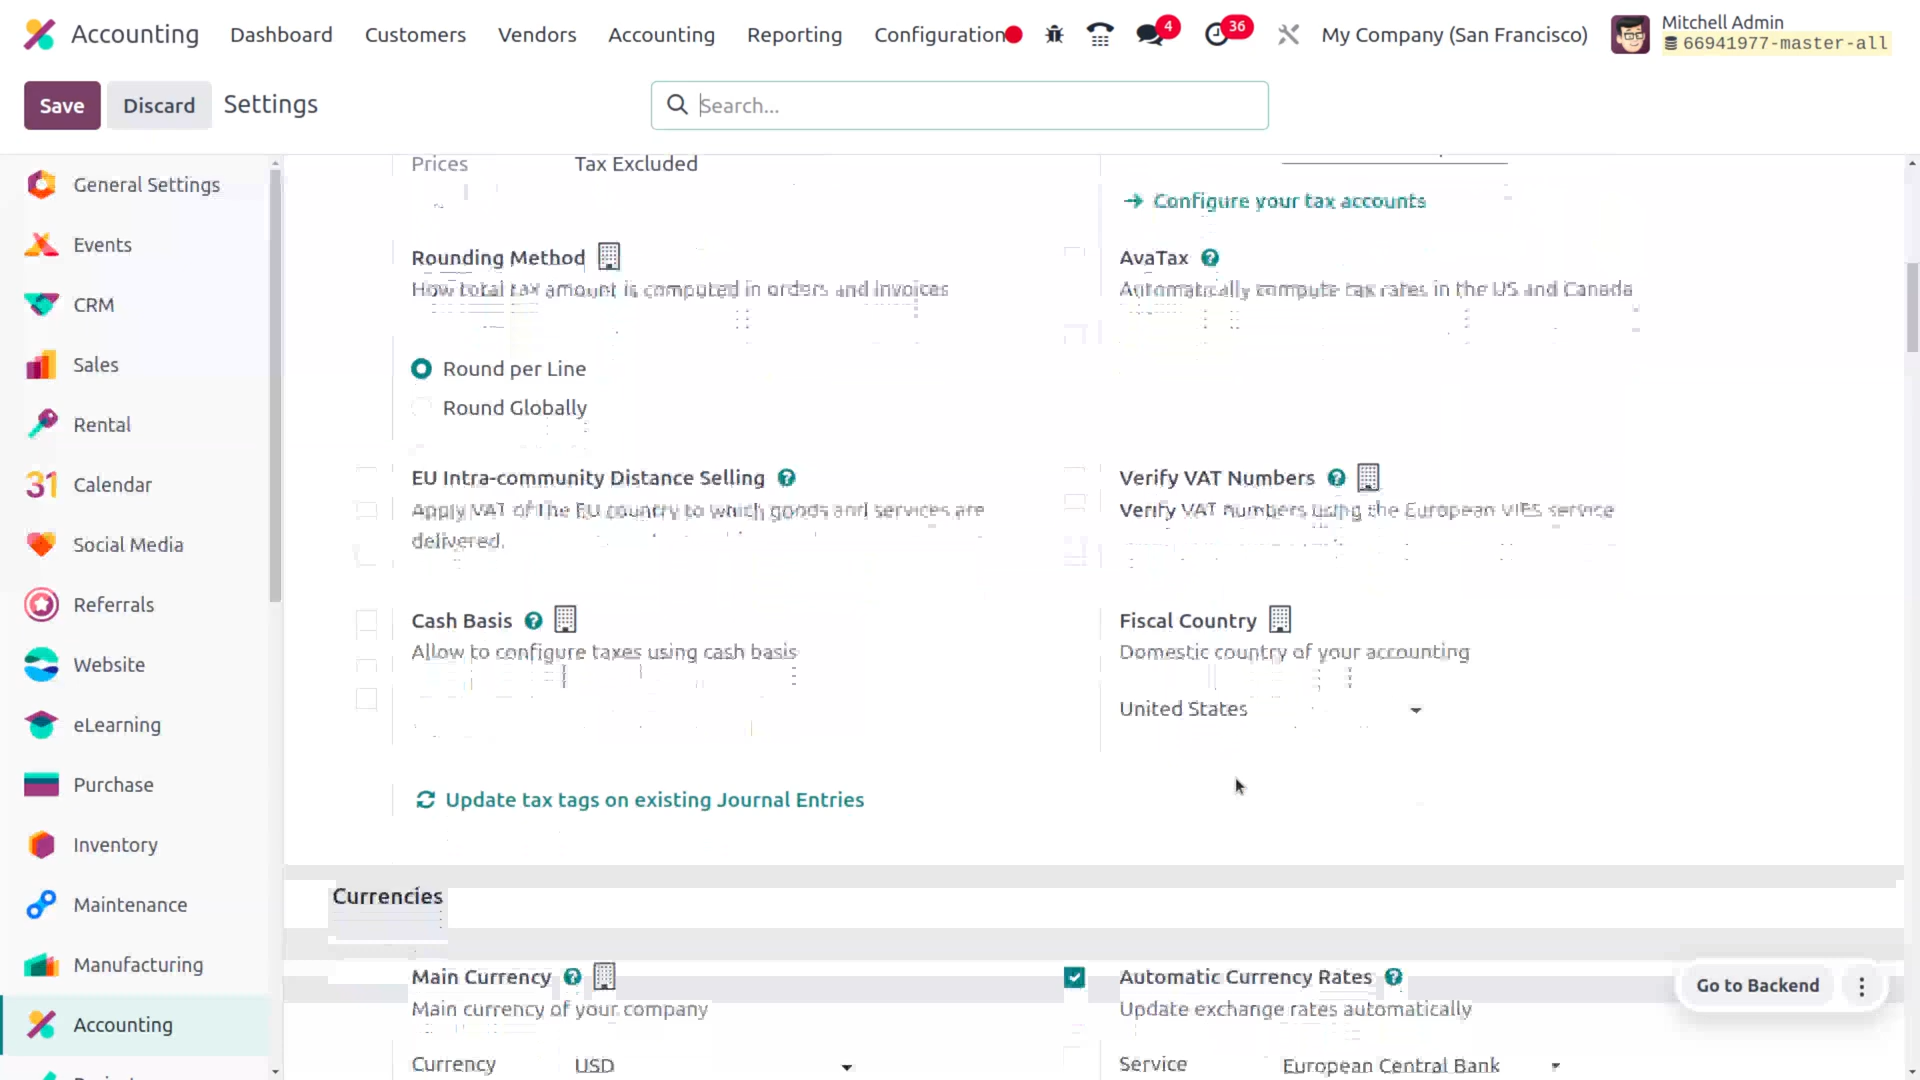 Accounting Dashboard Customers Vendors Accounting Reporting Configuration 4 36 My Company (San Francisco) Mitchell Admin
66941977-master-all
Save Discard Settings Search...
General Settings
Events
CRM
Sales
Rental
31 Calendar
Social Media
Referrals
Website
eLearning
Purchase
Inventory
Maintenance
Manufacturing
Accounting
Prices Tax Excluded
Configure your tax accounts
Rounding Method
How total tax amount is computed in orders and invoices
Round per Line
Round Globally
AvaTax ?
Automatically compute tax rates in the US and Canada
EU Intra-community Distance Selling ?
Apply VAT of the EU country to which goods and services are
delivered.
Verify VAT Numbers ?
Verify VAT numbers using the European VIES service
Cash Basis ?
Allow to configure taxes using cash basis
Fiscal Country
Domestic country of your accounting
United States
Update tax tags on existing Journal Entries
Currencies
Main Currency ?
Main currency of your company
Currency USD
Automatic Currency Rates ?
Update exchange rates automatically
Service European Central Bank
Go to Backend